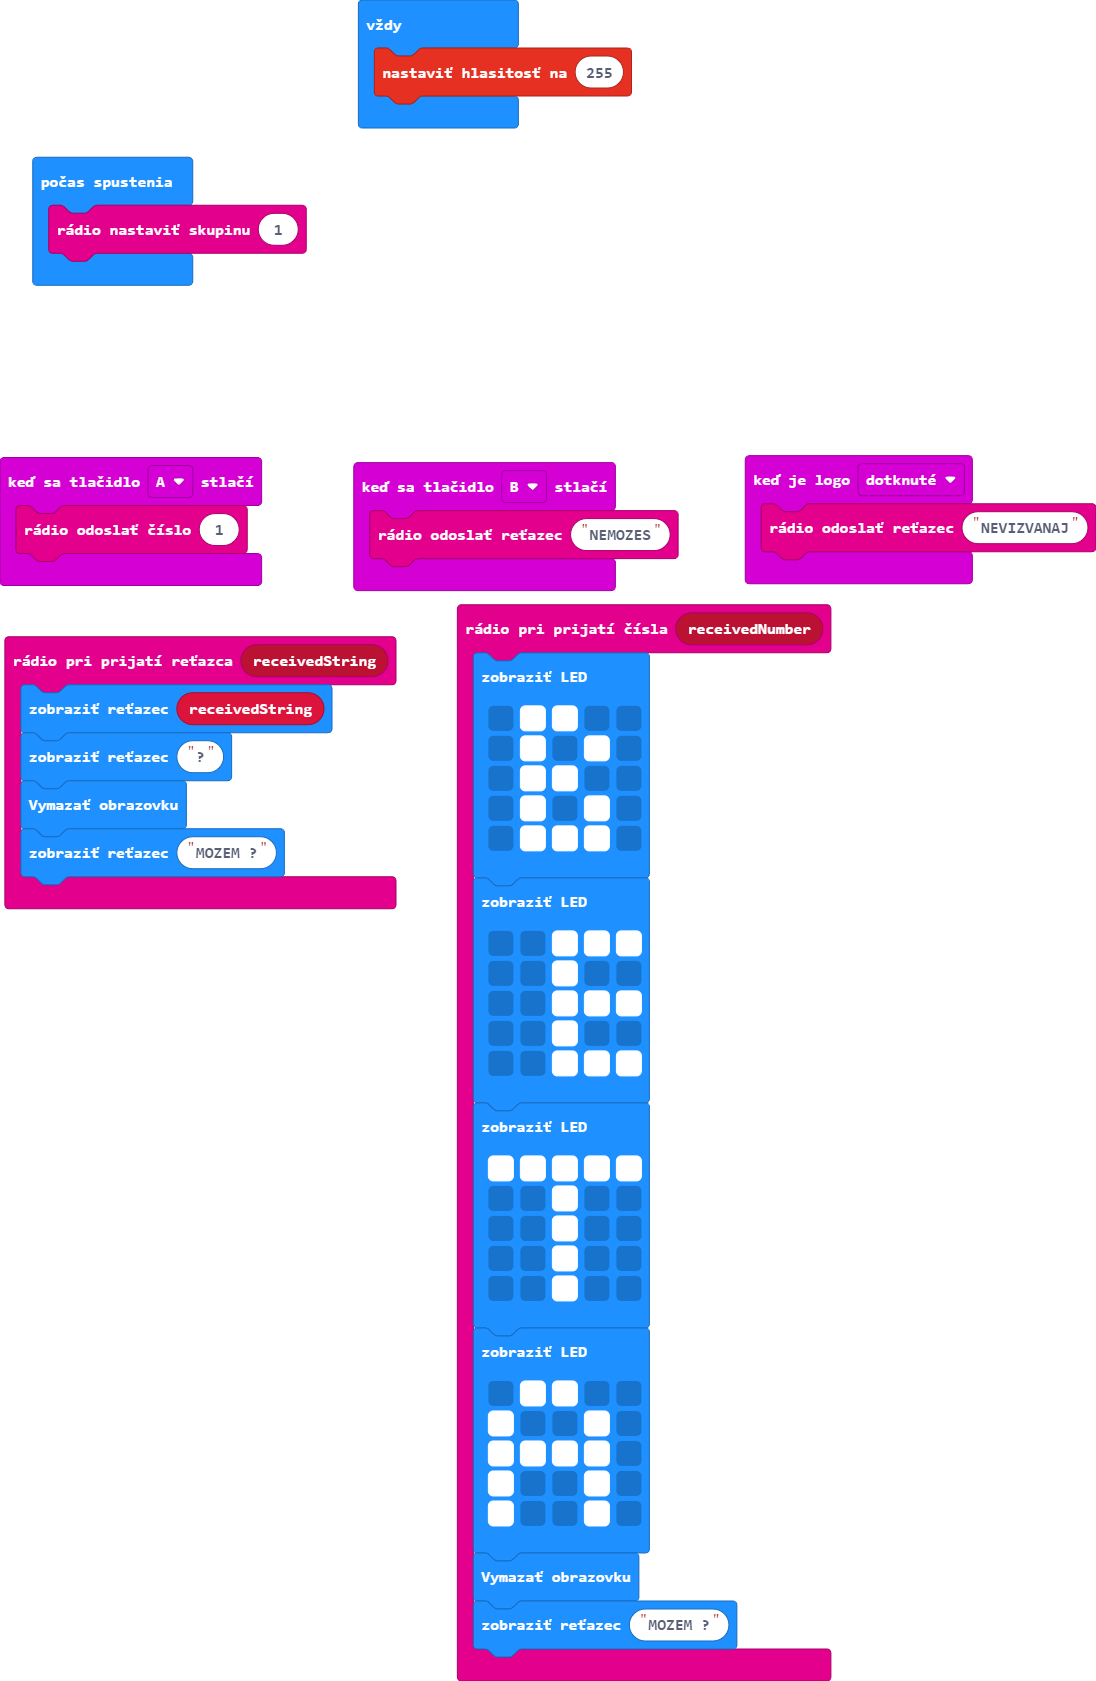 vždy
nastaviť hlasitosť na 255
počas spustenia
rádio nastaviť skupinu 1
keď sa tlačidlo A stlačí
rádio odoslať číslo 1
keď sa tlačidlo B stlačí
rádio odoslať reťazec "NEMOZES"
keď je logo dotknuté
rádio odoslať reťazec "NEVIZVANAJ"
rádio pri prijatí reťazca receivedString
zobraziť reťazec receivedString
zobraziť reťazec "?"
Vymazať obrazovku
zobraziť reťazec "MOZEM ?"
rádio pri prijatí čísla receivedNumber
zobraziť LED
zobraziť LED
zobraziť LED
zobraziť LED
Vymazať obrazovku
zobraziť reťazec "MOZEM ?"